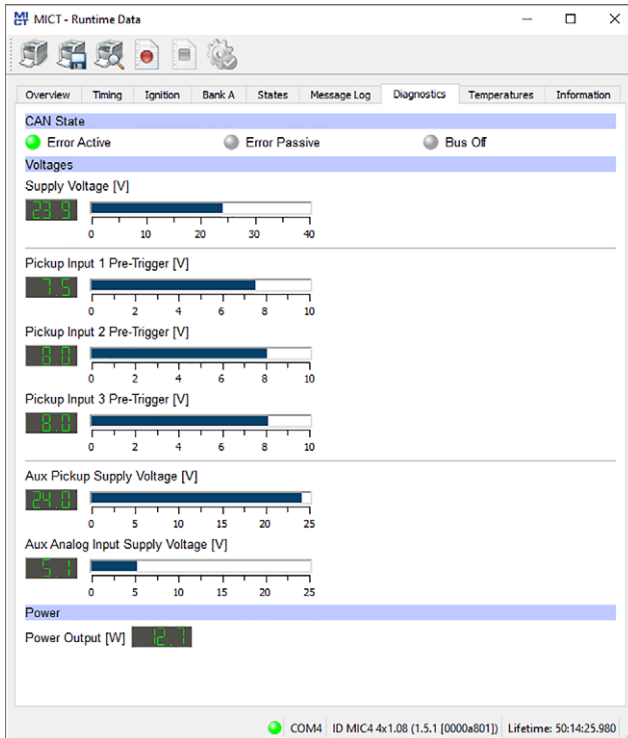 MICT MICT - Runtime Data
Overview Timing Ignition Bank A States Message Log Diagnostics Temperatures Information
CAN State
Error Active Error Passive Bus Off
Voltages
Supply Voltage [V]
23.9
0 10 20 30 40
Pickup Input 1 Pre-Trigger [V]
7.5
0 2 4 6 8 10
Pickup Input 2 Pre-Trigger [V]
8.0
0 2 4 6 8 10
Pickup Input 3 Pre-Trigger [V]
8.0
0 2 4 6 8 10
Aux Pickup Supply Voltage [V]
24.0
0 5 10 15 20 25
Aux Analog Input Supply Voltage [V]
5.1
0 5 10 15 20 25
Power
Power Output [W] 12.7
COM4 ID MIC4 4x1.08 (1.5.1 [0000a801]) Lifetime: 50:14:25.980